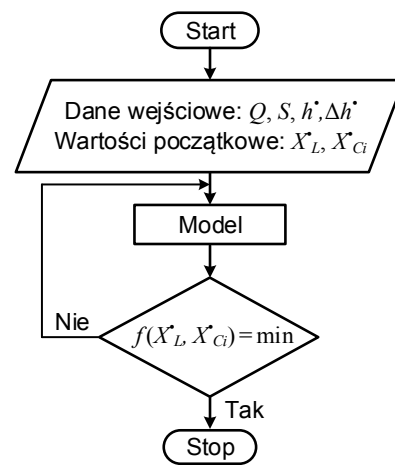 Start
Dane wejściowe: Q, S, h*, Δh*
Wartości początkowe: X*L, X*Ci
Model
Nie
f(X*L, X*Ci) = min
Tak
Stop